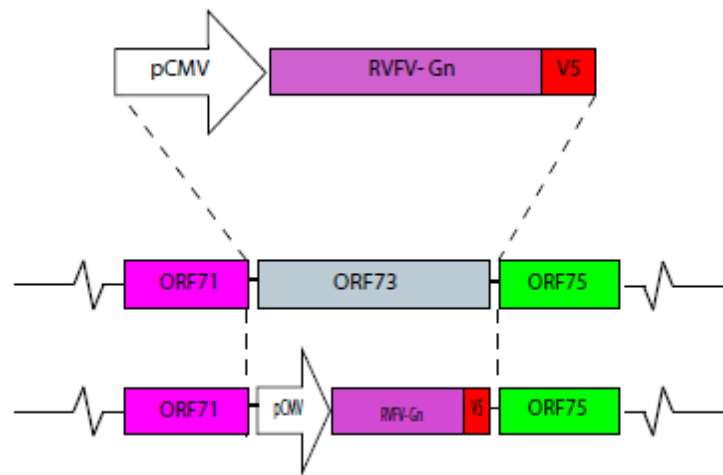 pCMV RVFV- Gn V5
ORF71 ORF73 ORF75
ORF71 pCMV RVFV-Gn V5 ORF75